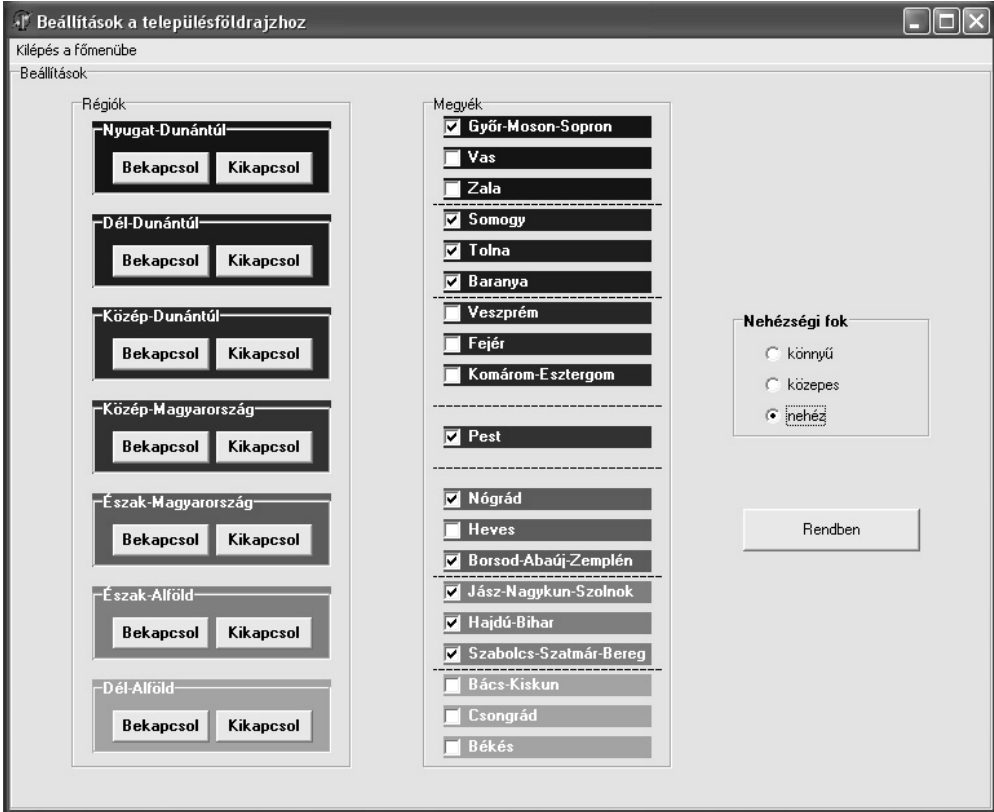 Beállítások a településföldrajzhoz
Kilépés a főmenübe
Beállítások
Régiók
Nyugat-Dunántúl
Bekapcsol Kikapcsol
Dél-Dunántúl
Bekapcsol Kikapcsol
Közép-Dunántúl
Bekapcsol Kikapcsol
Közép-Magyarország
Bekapcsol Kikapcsol
Észak-Magyarország
Bekapcsol Kikapcsol
Észak-Alföld
Bekapcsol Kikapcsol
Dél-Alföld
Bekapcsol Kikapcsol
Megyék
Győr-Moson-Sopron
Vas
Zala
Somogy
Tolna
Baranya
Veszprém
Fejér
Komárom-Esztergom
Pest
Nógrád
Heves
Borsod-Abaúj-Zemplén
Jász-Nagykun-Szolnok
Hajdú-Bihar
Szabolcs-Szatmár-Bereg
Bács-Kiskun
Csongrád
Békés
Nehézségi fok
könnyű
közepes
nehéz
Rendben